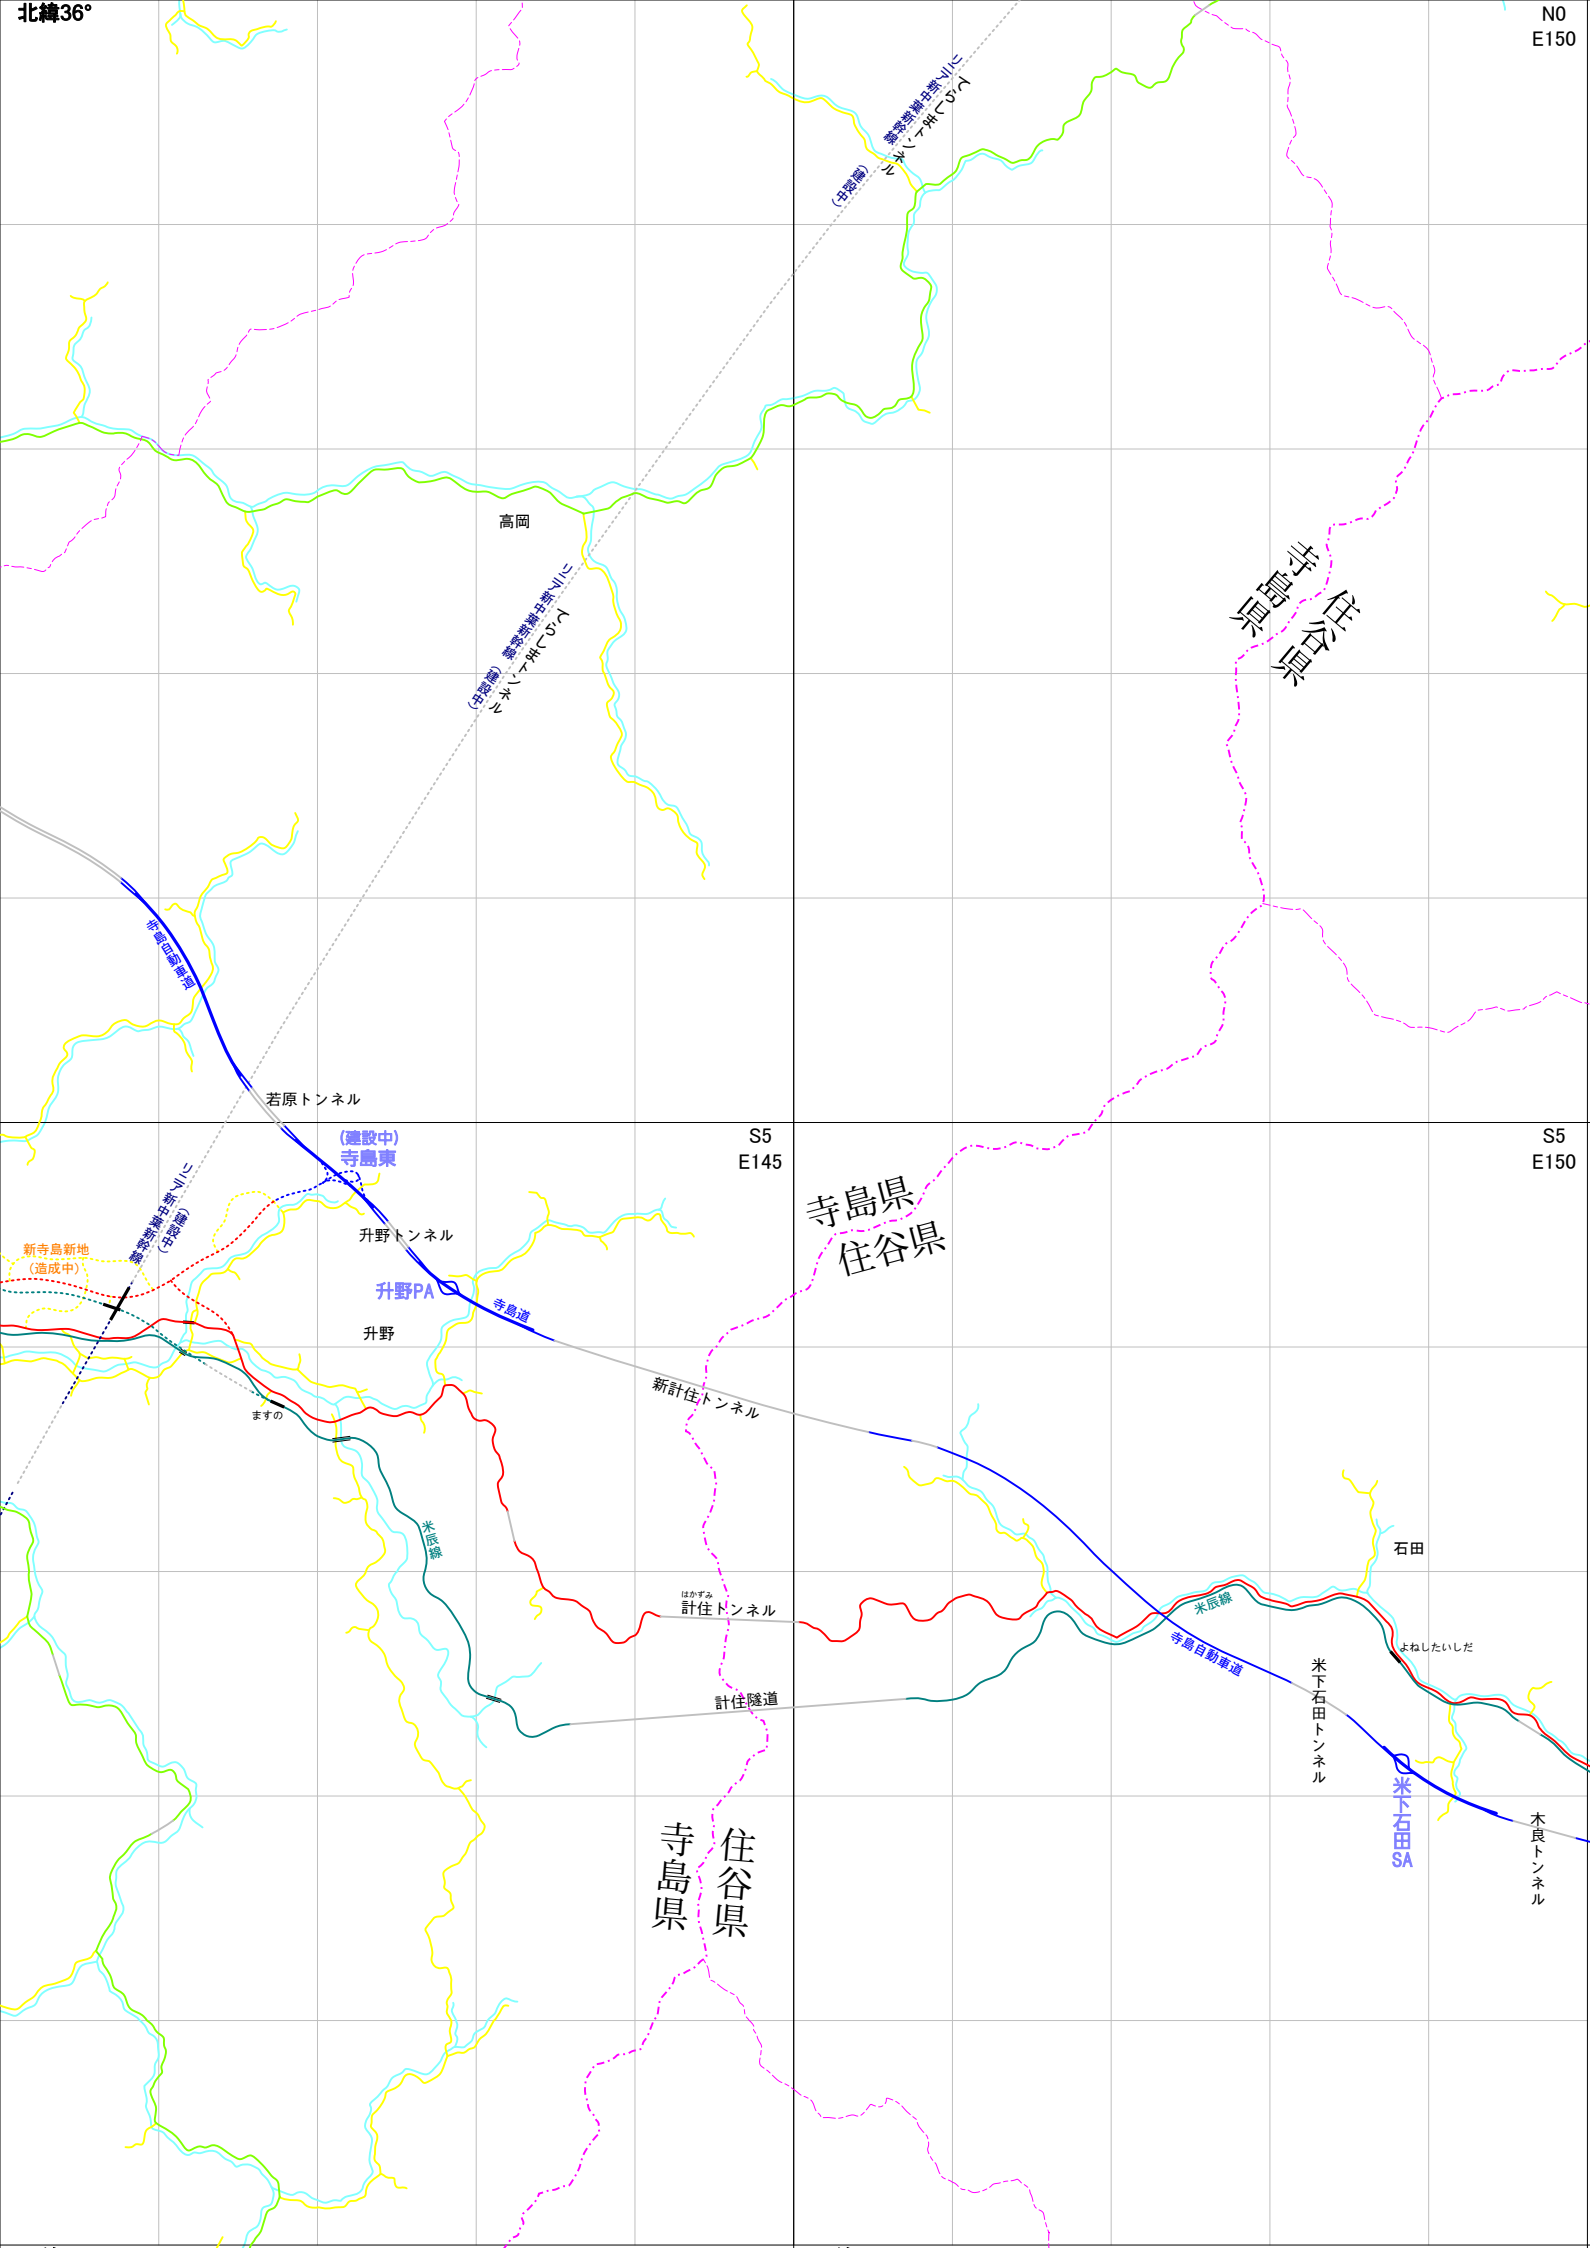 北緯36°
N0
E150
リニア新中葉新幹線 (建設中)
てらしまトンネル
高岡
リニア新中葉新幹線 (建設中)
てらしまトンネル
寺島県
住谷県
寺島自動車道
若原トンネル
(建設中)
寺島東
S5
E145
S5
E150
リニア新中葉新幹線
(建設中)
寺島県
住谷県
升野トンネル
新寺島新地
(造成中)
升野PA
寺島道
升野
新計住トンネル
ますの
米辰線
石田
はかずみ
計住トンネル
米辰線
寺島自動車道
よねしたいしだ
計住隧道
米下石田トンネル
米下石田SA
木良トンネル
寺島県
住谷県